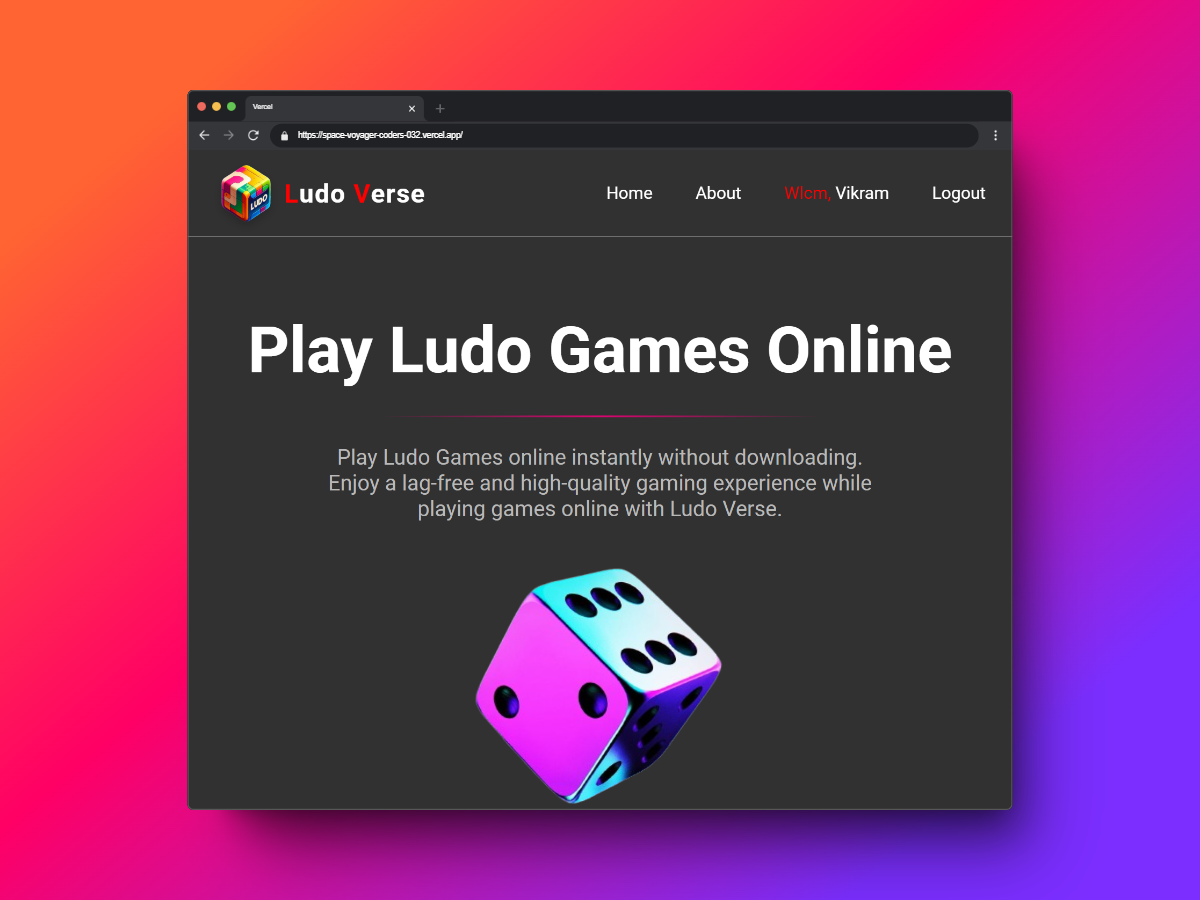 Vercel
https://space-voyager-coders-032.vercel.app/
LUDO
Ludo Verse
Home
About
Wlcm, Vikram
Logout
Play Ludo Games Online
Play Ludo Games online instantly without downloading.
Enjoy a lag-free and high-quality gaming experience while
playing games online with Ludo Verse.